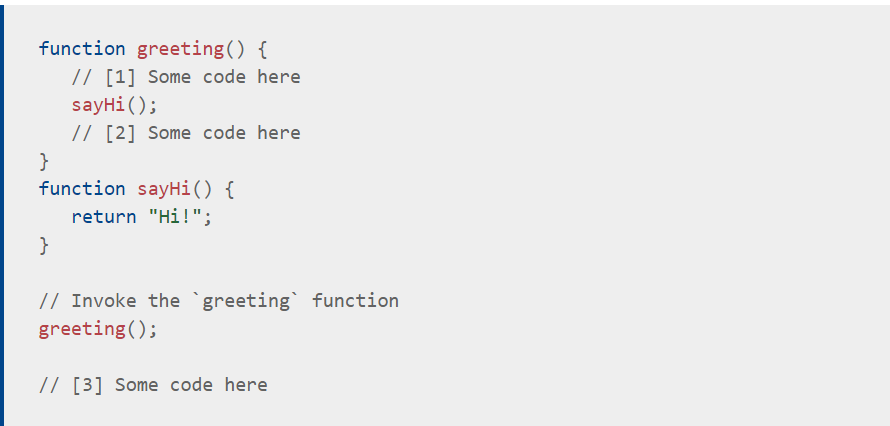 function greeting() {
   // [1] Some code here
   sayHi();
   // [2] Some code here
}
function sayHi() {
   return "Hi!";
}

// Invoke the `greeting` function
greeting();

// [3] Some code here